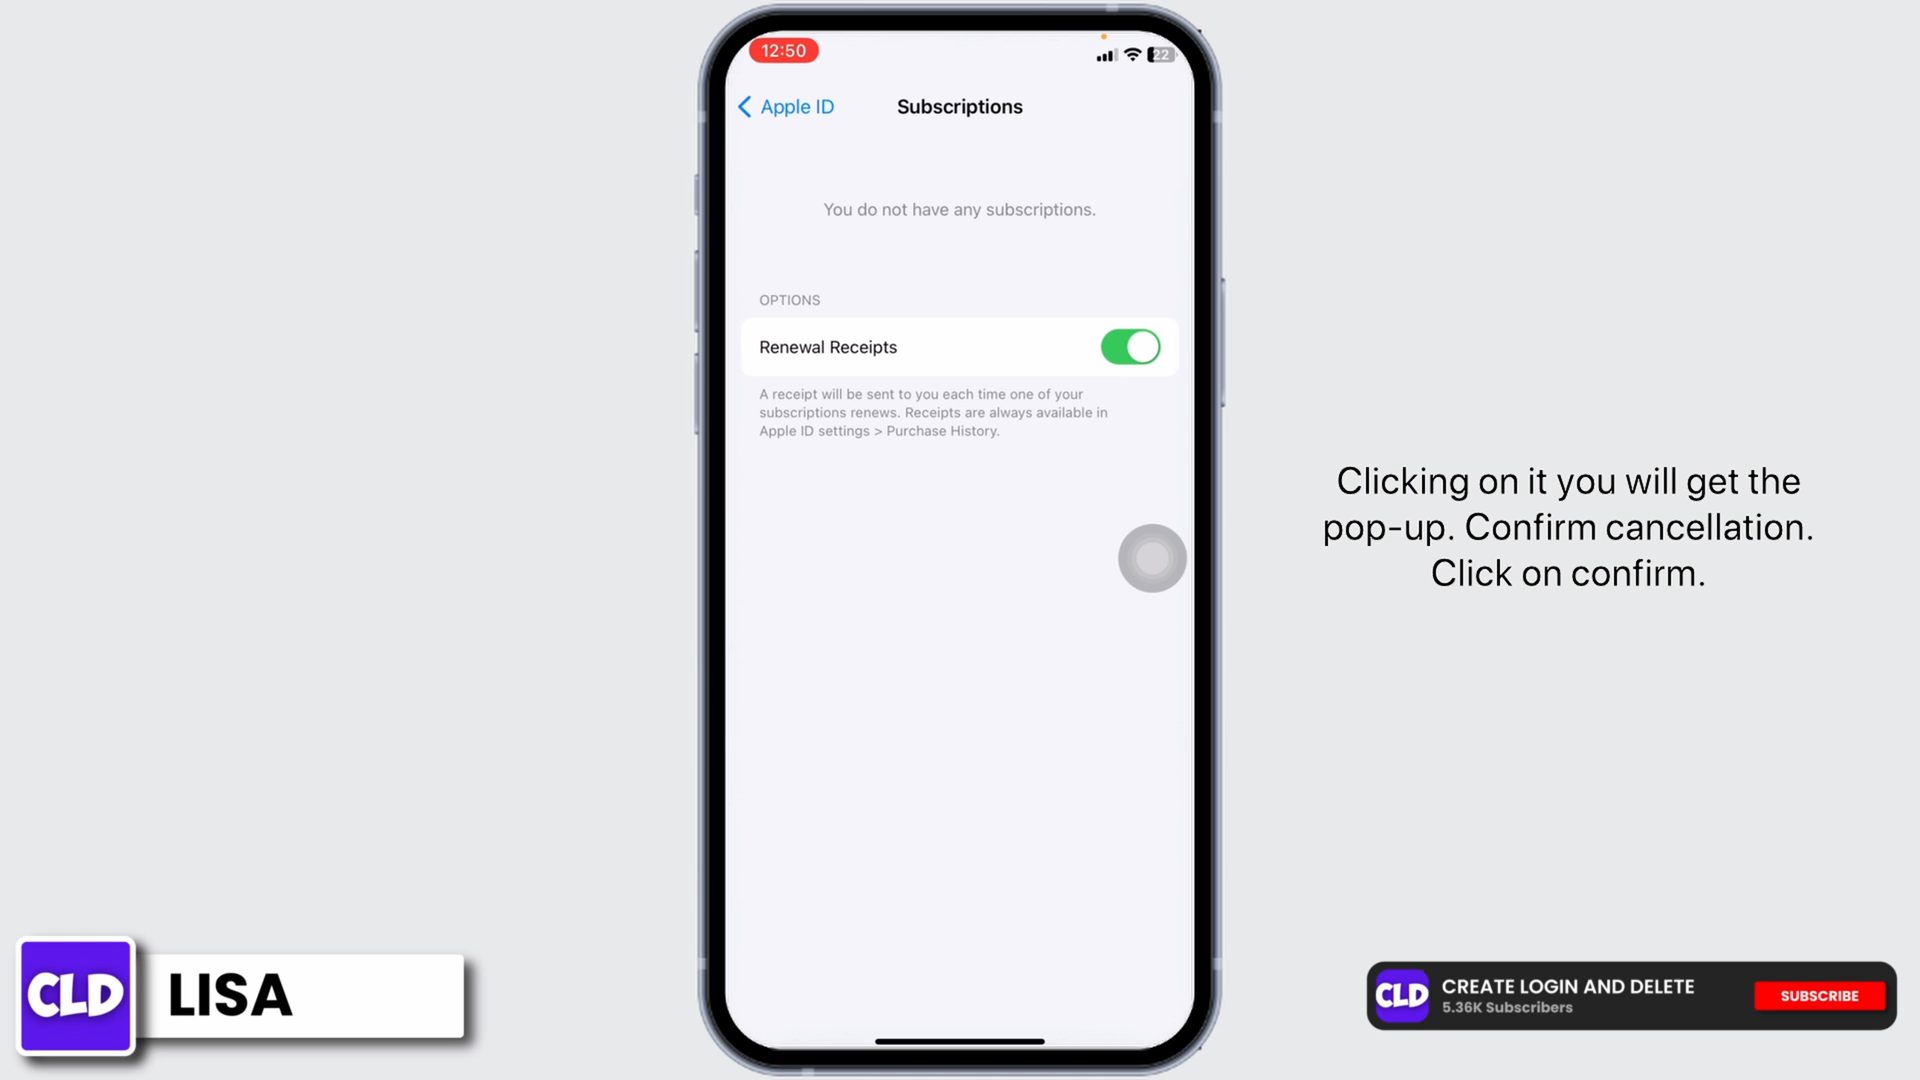 12:50
22
Apple ID
Subscriptions
You do not have any subscriptions.
OPTIONS
Renewal Receipts
A receipt will be sent to you each time one of your
subscriptions renews. Receipts are always available in
Apple ID settings > Purchase History.
Clicking on it you will get the
pop-up. Confirm cancellation.
Click on confirm.
CLD
LISA
CLD
CREATE LOGIN AND DELETE
5.36K Subscribers
SUBSCRIBE